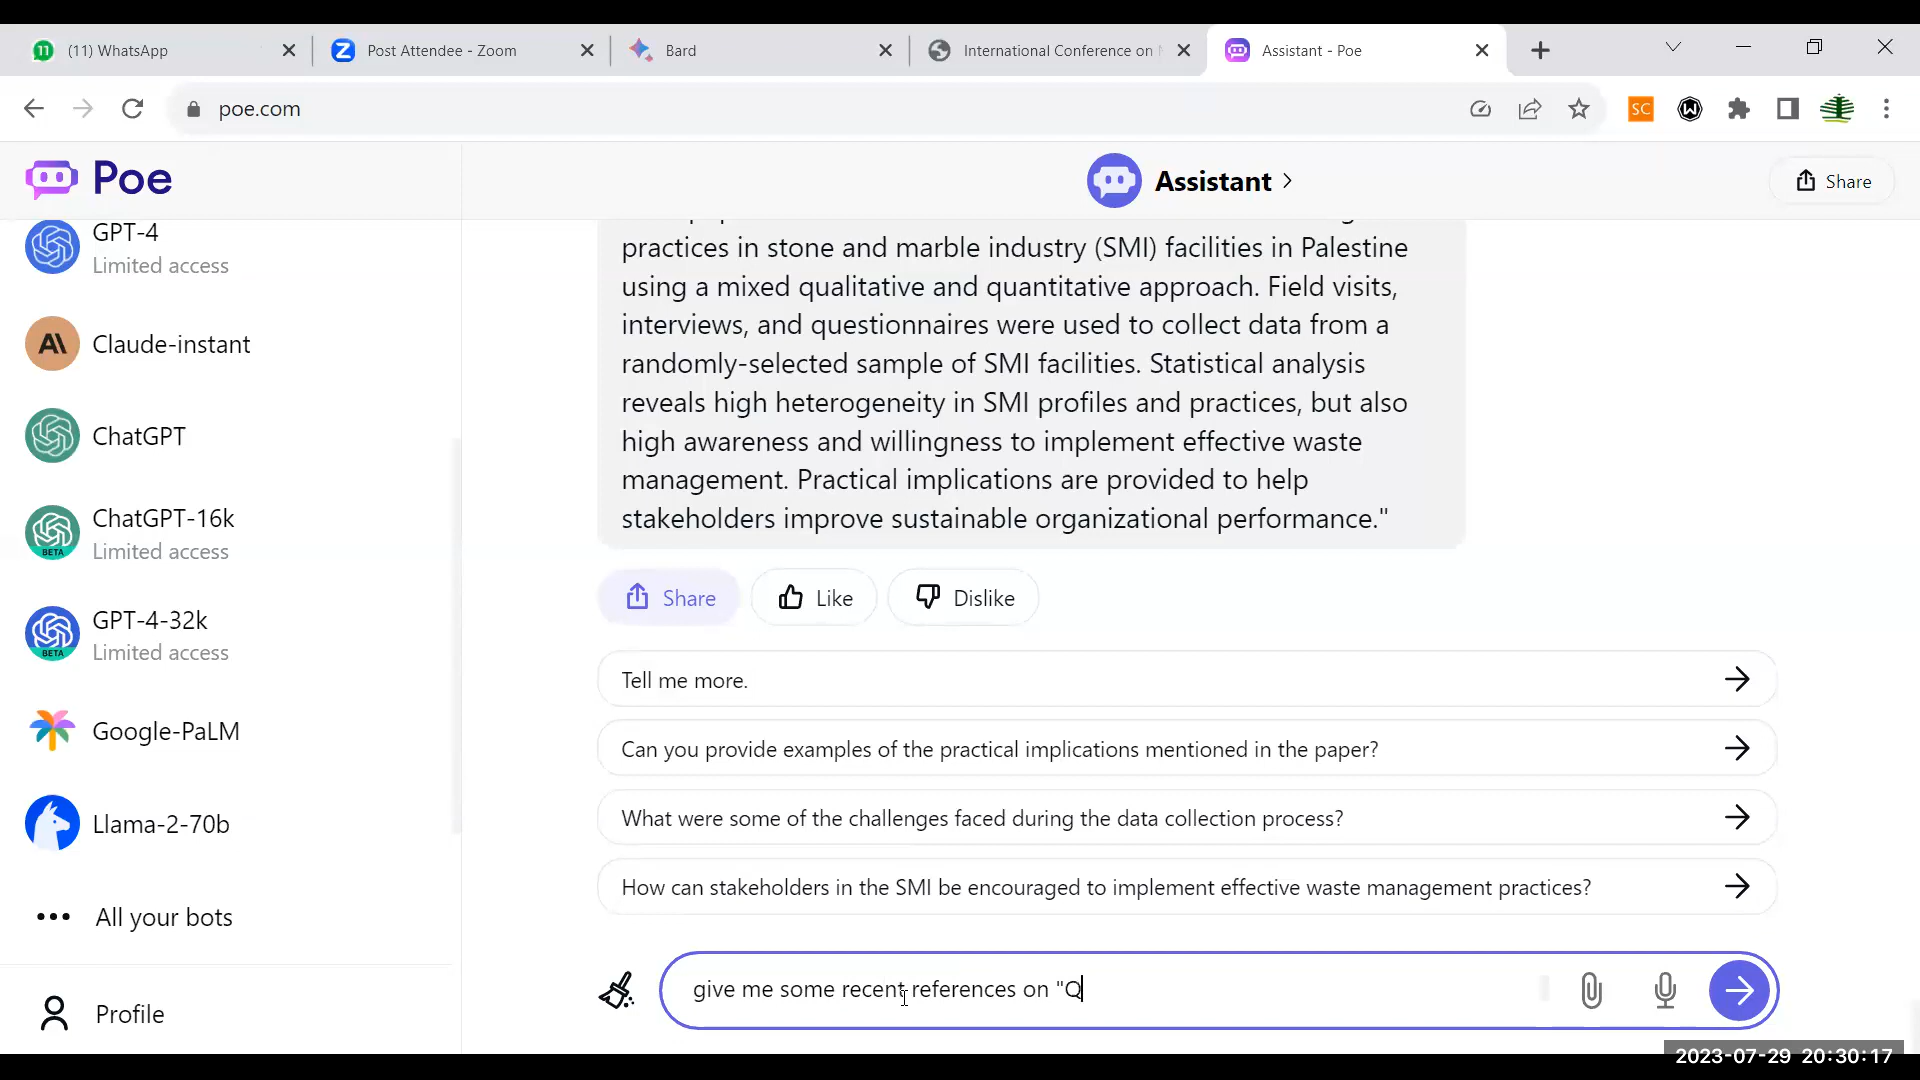 (11) WhatsApp
Post Attendee - Zoom
Bard
International Conference on
Assistant - Poe
poe.com
SC
Poe
Assistant
Share
GPT-4
Limited access
Claude-instant
ChatGPT
ChatGPT-16k
BETA
Limited access
GPT-4-32k
BETA
Limited access
Google-PaLM
Llama-2-70b
All your bots
Profile
practices in stone and marble industry (SMI) facilities in Palestine
using a mixed qualitative and quantitative approach. Field visits,
interviews, and questionnaires were used to collect data from a
randomly-selected sample of SMI facilities. Statistical analysis
reveals high heterogeneity in SMI profiles and practices, but also
high awareness and willingness to implement effective waste
management. Practical implications are provided to help
stakeholders improve sustainable organizational performance."
Share
Like
Dislike
Tell me more.
Can you provide examples of the practical implications mentioned in the paper?
What were some of the challenges faced during the data collection process?
How can stakeholders in the SMI be encouraged to implement effective waste management practices?
give me some recent references on "Q
2023-07-29 20:30:17